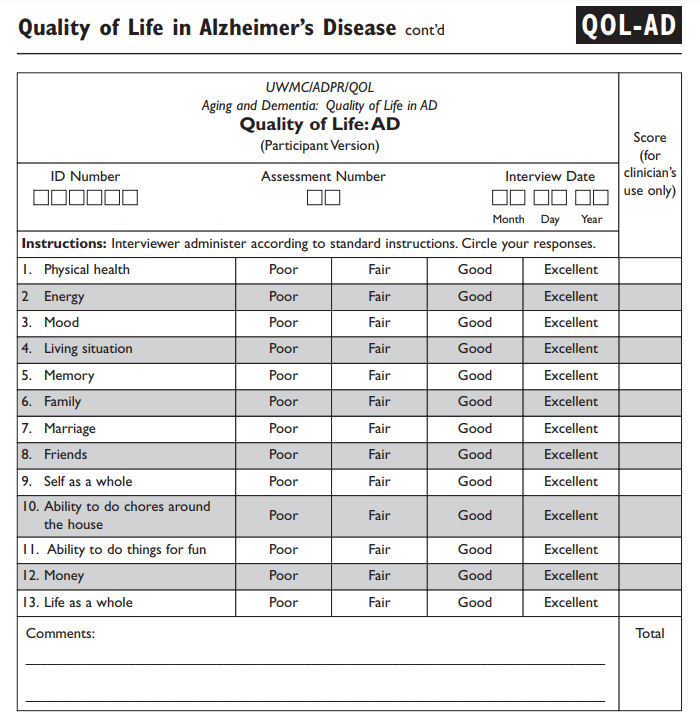 Quality of Life in Alzheimer's Disease cont'd
QOL-AD
UWMC/ADPR/QOL
Aging and Dementia: Quality of Life in AD
Quality of Life: AD
(Participant Version)
Score
(for
clinician's
use only)
ID Number Assessment Number Interview Date
Month Day Year
Instructions: Interviewer administer according to standard instructions. Circle your responses.
1. Physical health Poor Fair Good Excellent
2 Energy Poor Fair Good Excellent
3. Mood Poor Fair Good Excellent
4. Living situation Poor Fair Good Excellent
5. Memory Poor Fair Good Excellent
6. Family Poor Fair Good Excellent
7. Marriage Poor Fair Good Excellent
8. Friends Poor Fair Good Excellent
9. Self as a whole Poor Fair Good Excellent
10. Ability to do chores around
the house Poor Fair Good Excellent
11. Ability to do things for fun Poor Fair Good Excellent
12. Money Poor Fair Good Excellent
13. Life as a whole Poor Fair Good Excellent
Comments: Total